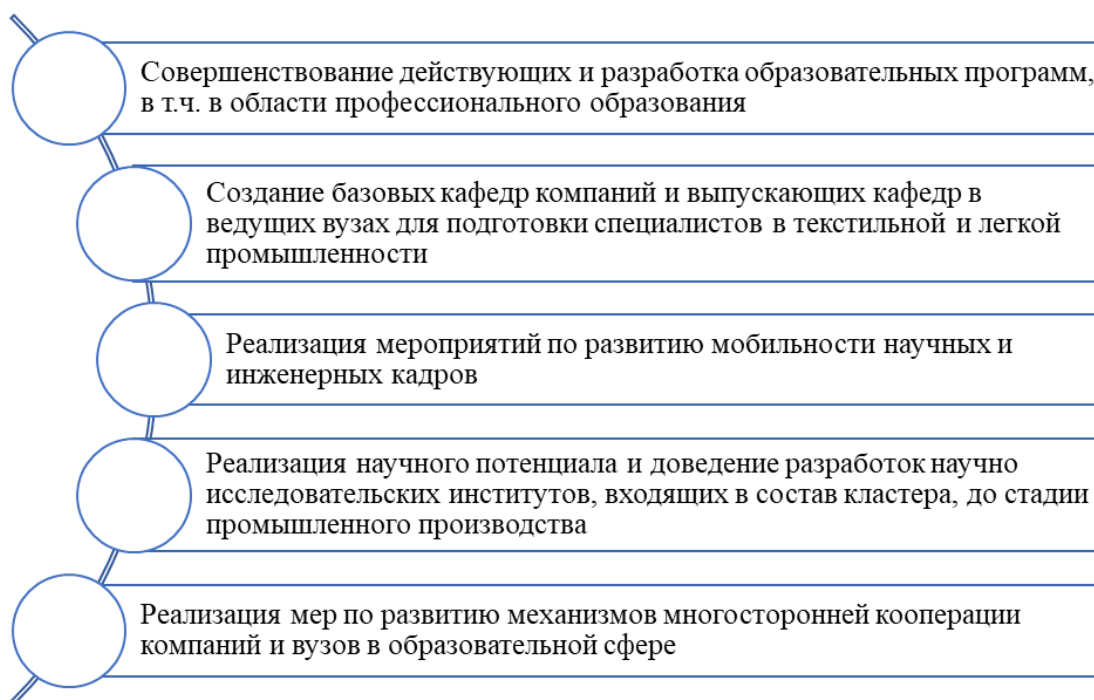 Совершенствование действующих и разработка образовательных программ,
в т.ч. в области профессионального образования
Создание базовых кафедр компаний и выпускающих кафедр в
ведущих вузах для подготовки специалистов в текстильной и легкой
промышленности
Реализация мероприятий по развитию мобильности научных и
инженерных кадров
Реализация научного потенциала и доведение разработок научно
исследовательских институтов, входящих в состав кластера, до стадии
промышленного производства
Реализация мер по развитию механизмов многосторонней кооперации
компаний и вузов в образовательной сфере